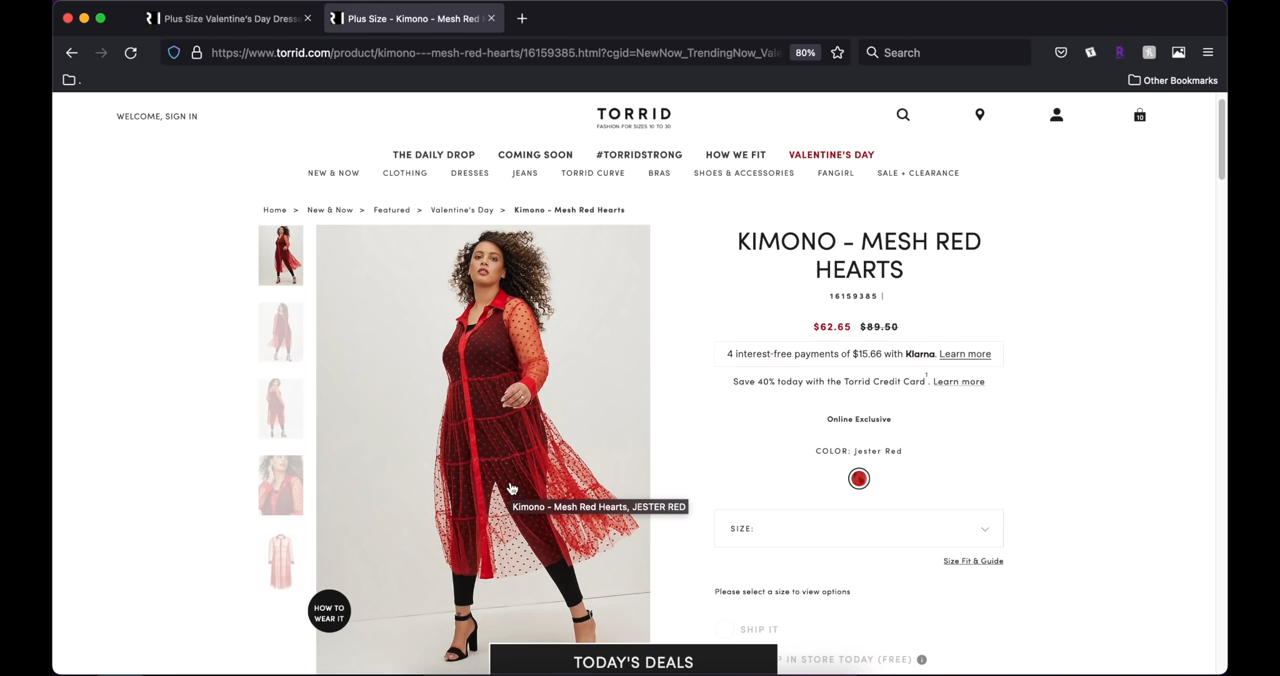 Plus Size Valentine's Day Dress
Plus Size - Kimono - Mesh Red H
https://www.torrid.com/product/kimono---mesh-red-hearts/16159385.html?cgid=NewNow_TrendingNow_Vale
80%
Search
.
Other Bookmarks
WELCOME, SIGN IN
TORRID
FASHION FOR SIZES 10 TO 30
10
THE DAILY DROP COMING SOON #TORRIDSTRONG HOW WE FIT VALENTINE'S DAY
NEW & NOW CLOTHING DRESSES JEANS TORRID CURVE BRAS SHOES & ACCESSORIES FANGIRL SALE + CLEARANCE
Home > New & Now > Featured > Valentine's Day > Kimono - Mesh Red Hearts
KIMONO - MESH RED
HEARTS
16159385 |
$62.65 $89.50
4 interest-free payments of $15.66 with Klarna. Learn more
Save 40% today with the Torrid Credit Card1. Learn more
Online Exclusive
COLOR: Jester Red
Kimono - Mesh Red Hearts, JESTER RED
SIZE:
Size Fit & Guide
Please select a size to view options
HOW TO
WEAR IT
SHIP IT
P IN STORE TODAY (FREE)
TODAY'S DEALS